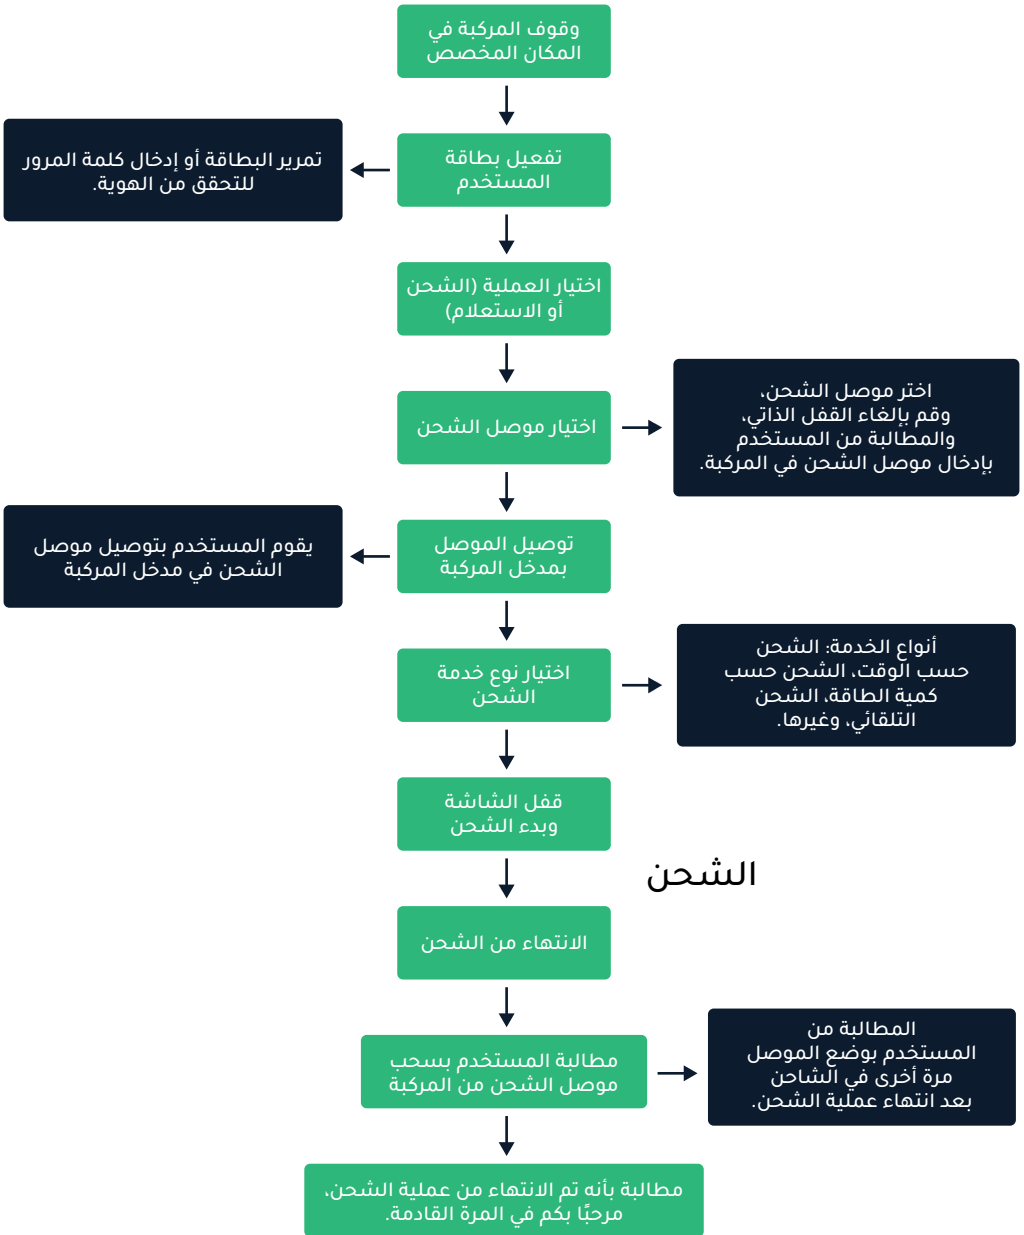 وقوف المركبة في
المكان المخصص
تفعيل بطاقة
المستخدم
تمرير البطاقة أو إدخال كلمة المرور
للتحقق من الهوية.
اختيار العملية (الشحن
أو الاستعلام)
اختيار موصل الشحن
اختر موصل الشحن،
وقم بإلغاء القفل الذاتي،
والمطالبة من المستخدم
بإدخال موصل الشحن في المركبة.
توصيل الموصل
بمدخل المركبة
يقوم المستخدم بتوصيل موصل
الشحن في مدخل المركبة
اختيار نوع خدمة
الشحن
أنواع الخدمة: الشحن
حسب الوقت، الشحن حسب
كمية الطاقة، الشحن
التلقائي، وغيرها.
قفل الشاشة
وبدء الشحن
الشحن
الانتهاء من الشحن
مطالبة المستخدم بسحب
موصل الشحن من المركبة
المطالبة من
المستخدم بوضع الموصل
مرة أخرى في الشاحن
بعد انتهاء عملية الشحن.
مطالبة بأنه تم الانتهاء من عملية الشحن،
مرحبًا بكم في المرة القادمة.